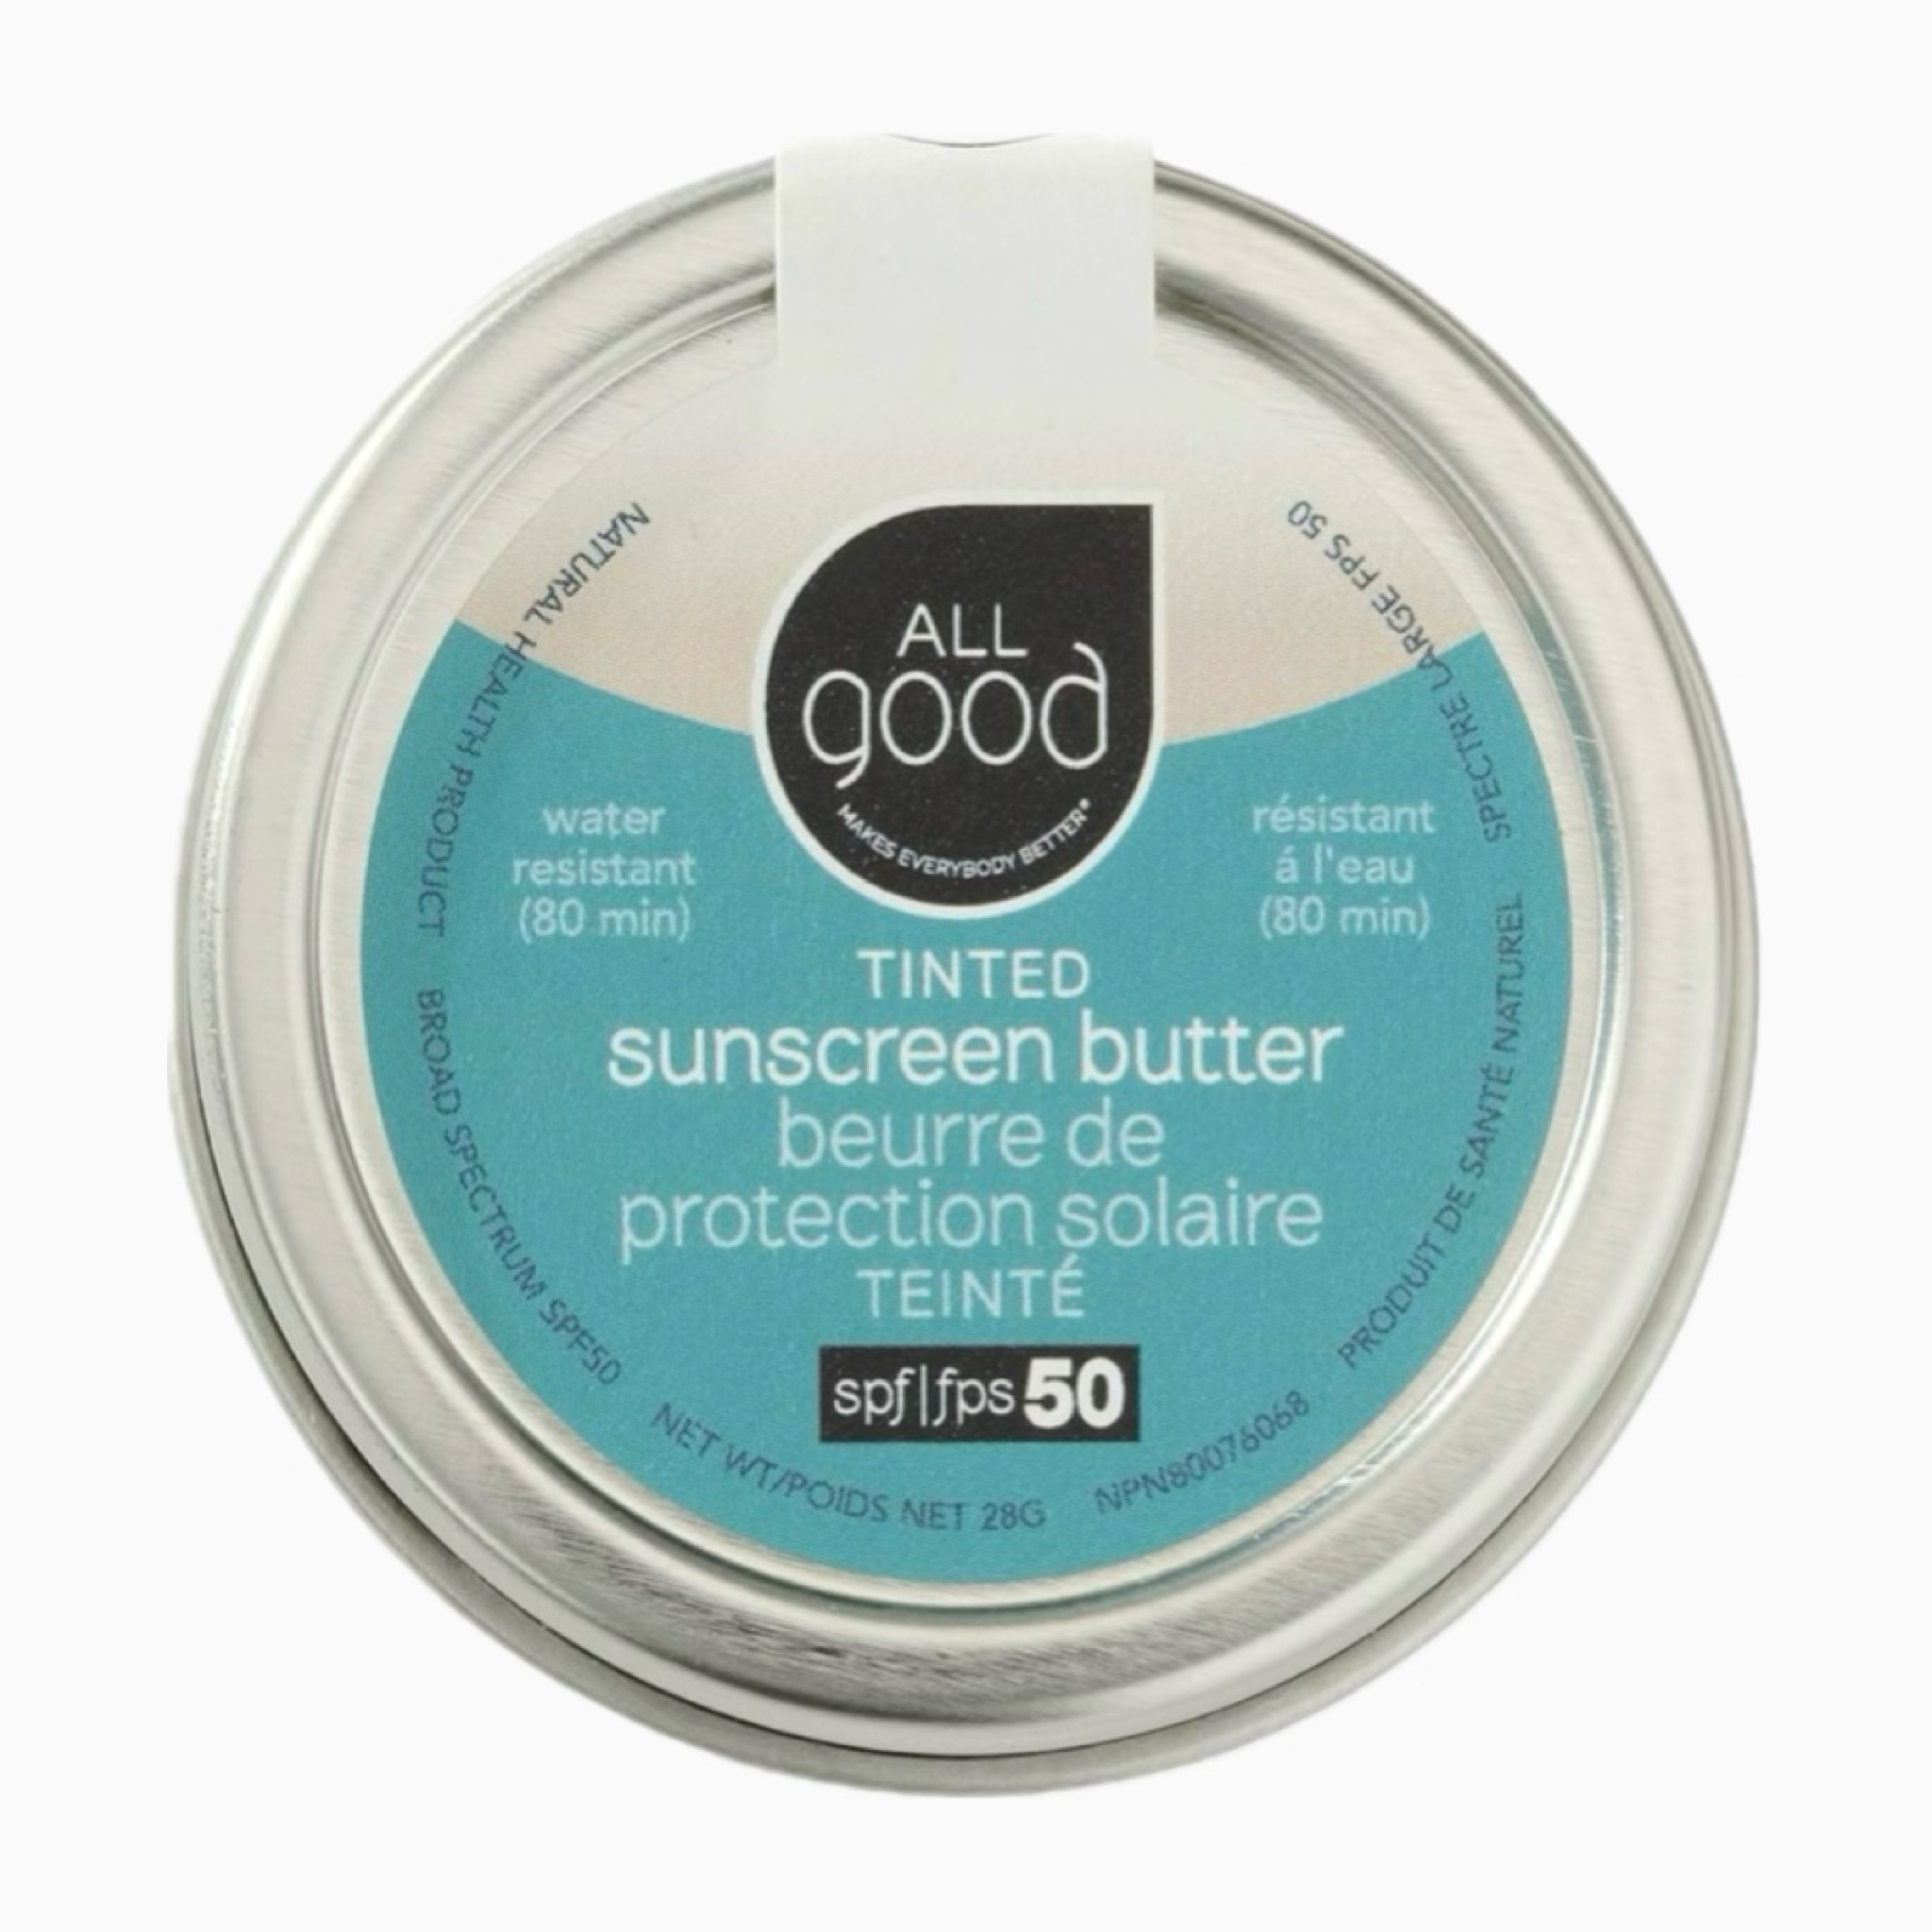 ALL
good
MAKES EVERYBODY BETTER®
water
resistant
(80 min)
résistant
á l'eau
(80 min)
TINTED
sunscreen butter
beurre de
protection solaire
TEINTÉ
spf|fps 50
NATURAL HEALTH PRODUCT
BROAD SPECTRUM SPF50
NET WT/POIDS NET 28G
NPN80076068
PRODUIT DE SANTÉ NATUREL
SPECTRE LARGE FPS 50